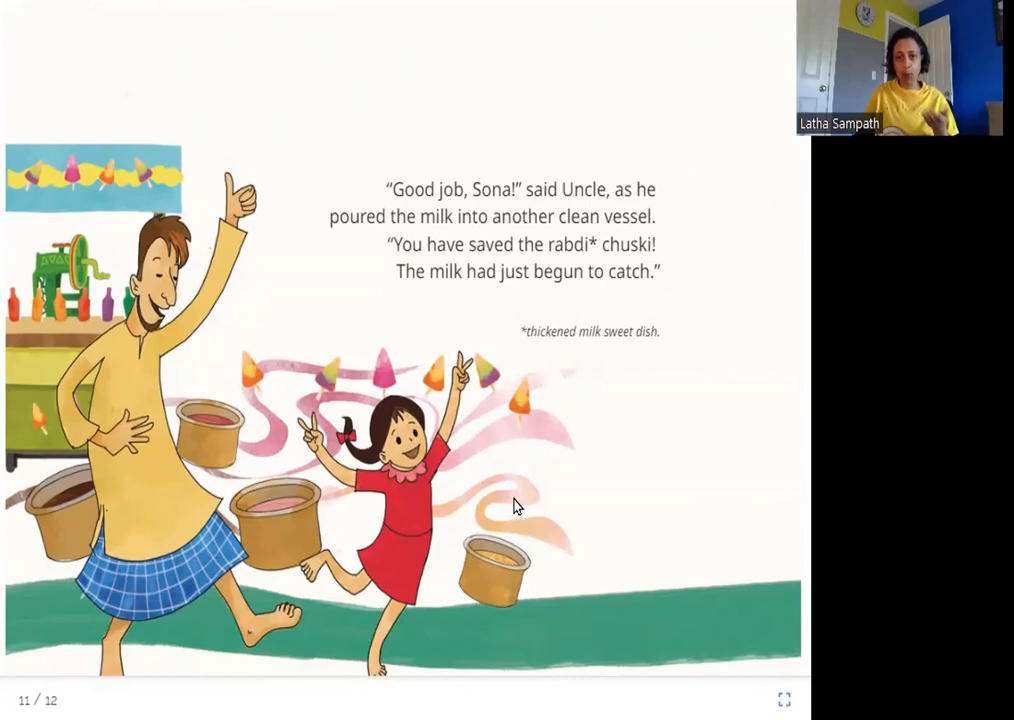 Latha Sampath
“Good job, Sona!” said Uncle, as he
poured the milk into another clean vessel.
“You have saved the rabdi* chuski!
The milk had just begun to catch.”
*thickened milk sweet dish.
11 / 12